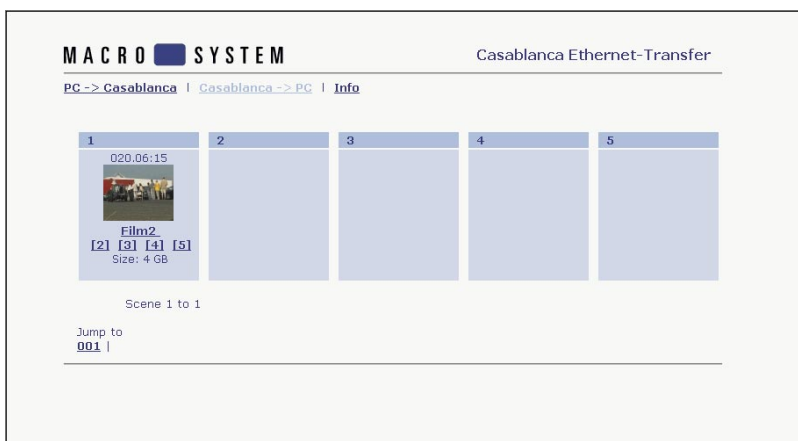 MACRO SYSTEM
Casablanca Ethernet-Transfer
PC -> Casablanca | Casablanca -> PC | Info
1 2 3 4 5
020.06:15
Film2_
[2] [3] [4] [5]
Size: 4 GB
Scene 1 to 1
Jump to
001 |